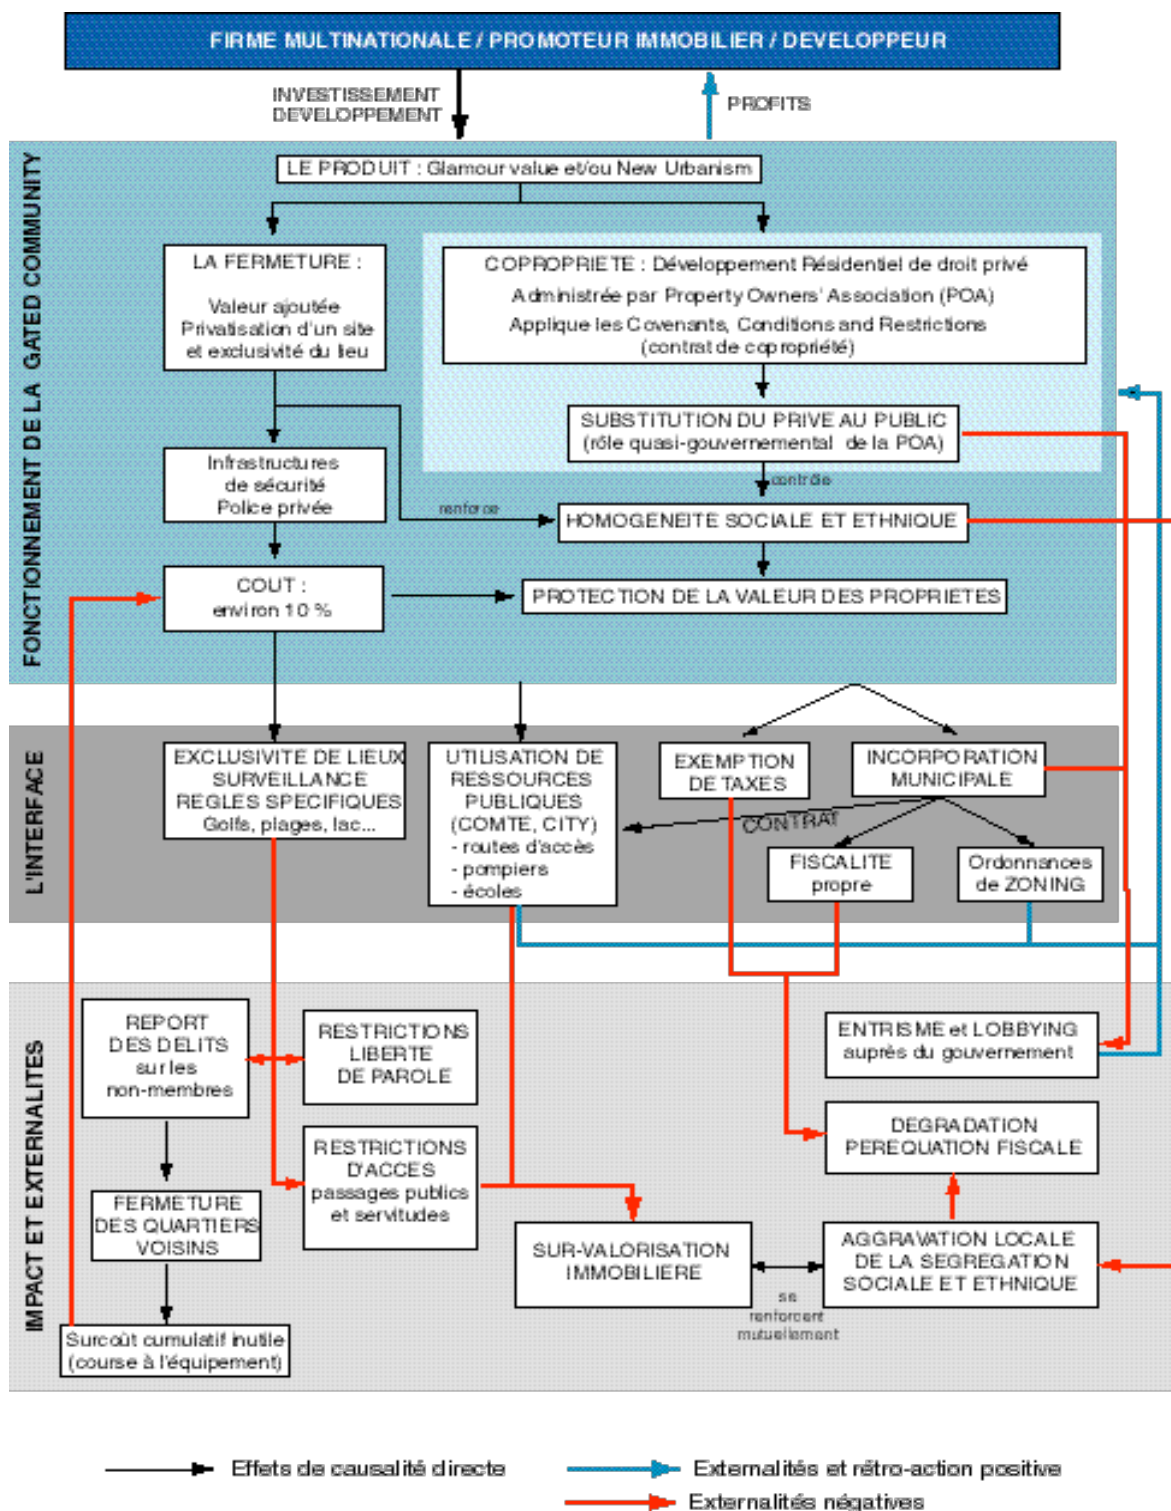 FIRME MULTINATIONALE / PROMOTEUR IMMOBILIER / DEVELOPPEUR
INVESTISSEMENT
DEVELOPPEMENT
PROFITS
FONCTIONNEMENT DE LA GATED COMMUNITY
LE PRODUIT : Glamour value et/ou New Urbanism
LA FERMETURE :
Valeur ajoutée
Privatisation d'un site
et exclusivité du lieu
COPROPRIETE : Développement Résidentiel de droit privé
Administrée par Property Owners' Association (POA)
Applique les Covenants, Conditions and Restrictions
(contrat de copropriété)
SUBSTITUTION DU PRIVE AU PUBLIC
(rôle quasi-gouvernemental de la POA)
contrôle
Infrastructures
de sécurité
Police privée
renforce
HOMOGENEITE SOCIALE ET ETHNIQUE
COUT :
environ 10 %
PROTECTION DE LA VALEUR DES PROPRIETES
L'INTERFACE
EXCLUSIVITE DE LIEUX
SURVEILLANCE
REGLES SPECIFIQUES
Golfs, plages, lac...
UTILISATION DE
RESSOURCES
PUBLIQUES
(COMTE, CITY)
- routes d'accès
- pompiers
- écoles
EXEMPTION
DE TAXES
INCORPORATION
MUNICIPALE
CONTRAT
FISCALITE
propre
Ordonnances
de ZONING
IMPACT ET EXTERNALITES
REPORT
DES DELITS
sur les
non-membres
RESTRICTIONS
LIBERTE
DE PAROLE
ENTRISME et LOBBYING
auprès du gouvernement
RESTRICTIONS
D'ACCES
passages publics
et servitudes
DEGRADATION
PEREQUATION FISCALE
FERMETURE
DES QUARTIERS
VOISINS
SUR-VALORISATION
IMMOBILIERE
AGGRAVATION LOCALE
DE LA SEGREGATION
SOCIALE ET ETHNIQUE
se
renforcent
mutuellement
Surcoût cumulatif inutile
(course à l'équipement)
Effets de causalité directe
Externalités et rétro-action positive
Externalités négatives